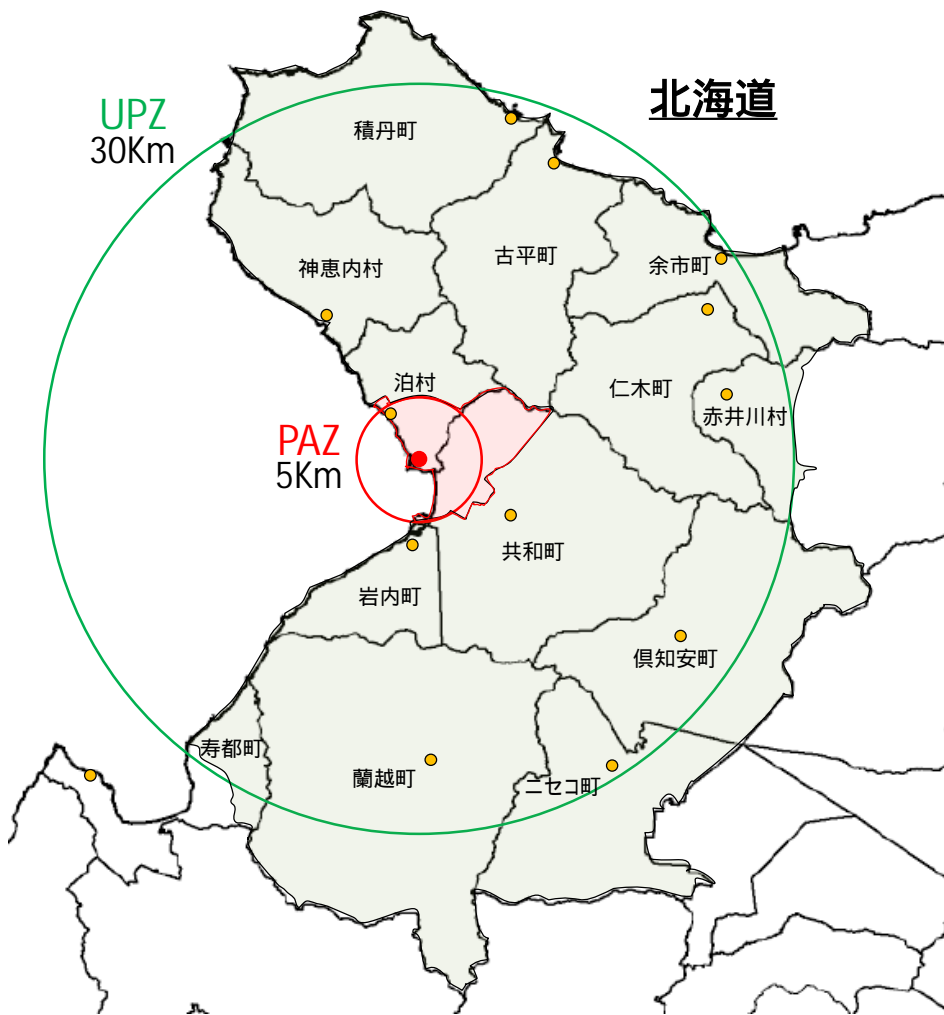 北海道
UPZ
30Km
積丹町
古平町
神恵内村
余市町
泊村
仁木町
赤井川村
PAZ
5Km
共和町
岩内町
倶知安町
寿都町
蘭越町
ニセコ町